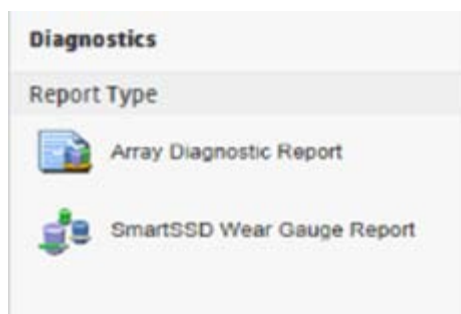 Diagnostics
Report Type
Array Diagnostic Report
SmartSSD Wear Gauge Report